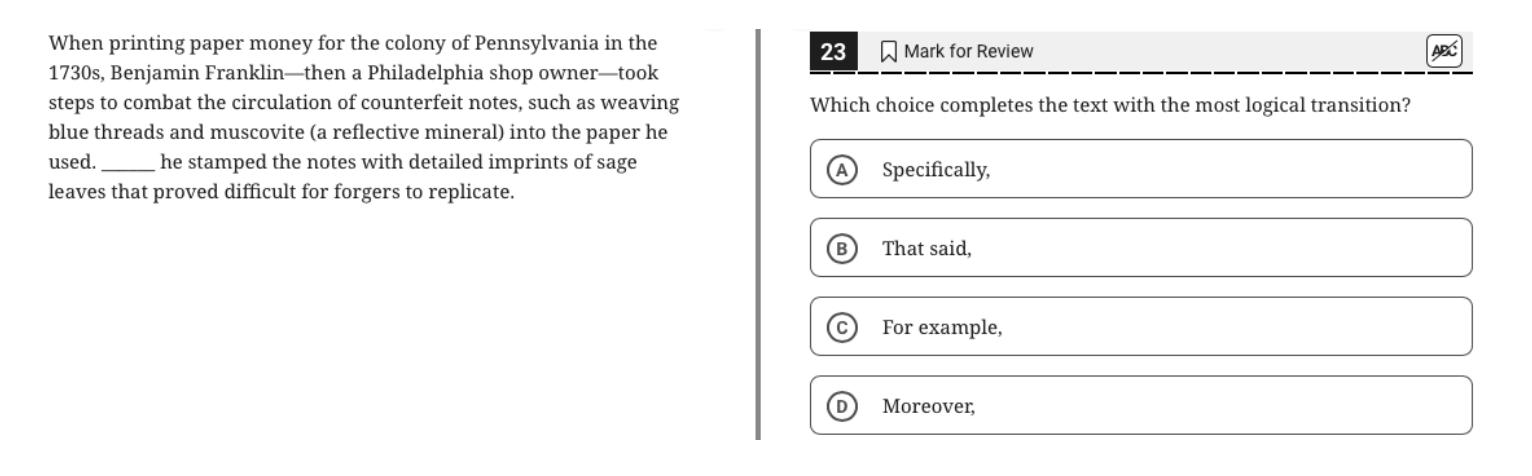 When printing paper money for the colony of Pennsylvania in the
1730s, Benjamin Franklin—then a Philadelphia shop owner—took
steps to combat the circulation of counterfeit notes, such as weaving
blue threads and muscovite (a reflective mineral) into the paper he
used. ______ he stamped the notes with detailed imprints of sage
leaves that proved difficult for forgers to replicate.
23 Mark for Review ABC
Which choice completes the text with the most logical transition?
A Specifically,
B That said,
C For example,
D Moreover,